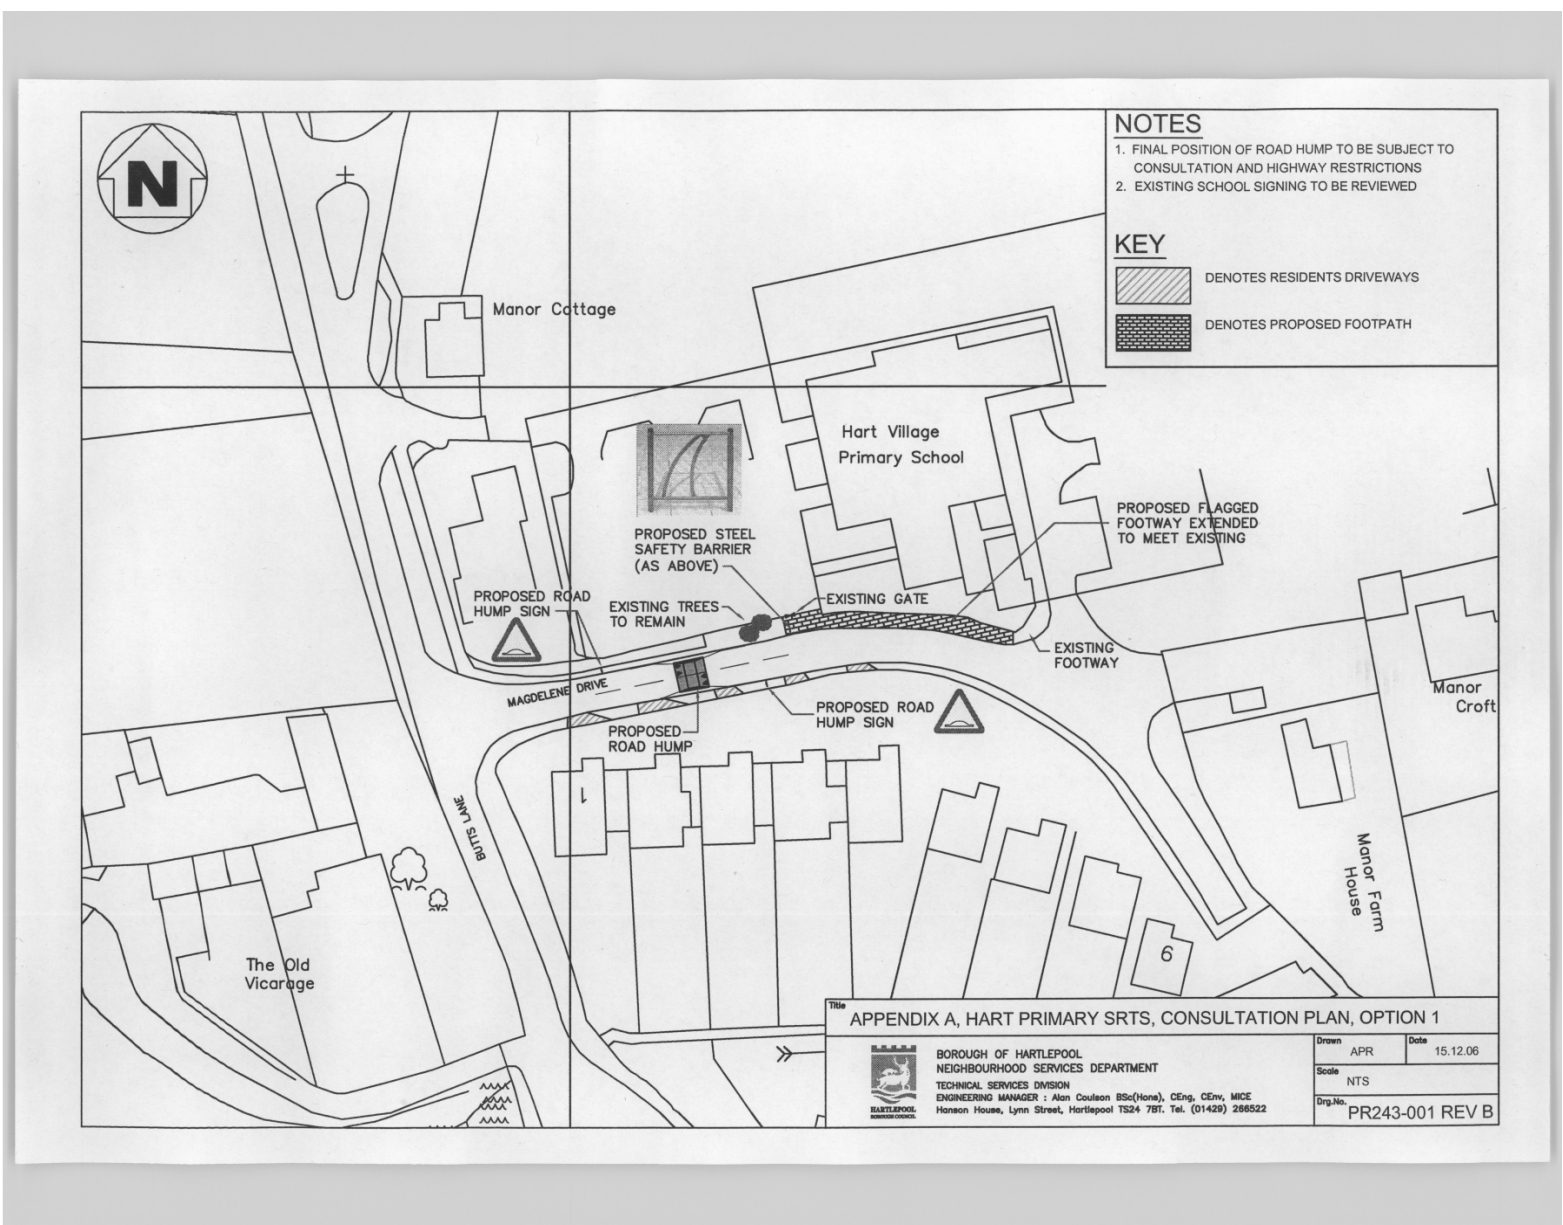 N
NOTES
1. FINAL POSITION OF ROAD HUMP TO BE SUBJECT TO
CONSULTATION AND HIGHWAY RESTRICTIONS
2. EXISTING SCHOOL SIGNING TO BE REVIEWED
KEY
DENOTES RESIDENTS DRIVEWAYS
DENOTES PROPOSED FOOTPATH
Manor Cottage
Hart Village
Primary School
PROPOSED FLAGGED
FOOTWAY EXTENDED
TO MEET EXISTING
PROPOSED STEEL
SAFETY BARRIER
(AS ABOVE)
PROPOSED ROAD
HUMP SIGN
EXISTING TREES
TO REMAIN
EXISTING GATE
EXISTING
FOOTWAY
MAGDELENE DRIVE
PROPOSED ROAD
HUMP SIGN
PROPOSED
ROAD HUMP
Manor
Croft
1
BUTTS LANE
Manor Farm
House
6
The Old
Vicarage
Title
APPENDIX A, HART PRIMARY SRTS, CONSULTATION PLAN, OPTION 1
HARTLEPOOL
BOROUGH COUNCIL
BOROUGH OF HARTLEPOOL
NEIGHBOURHOOD SERVICES DEPARTMENT
TECHNICAL SERVICES DIVISION
ENGINEERING MANAGER : Alan Coulson BSc(Hons), CEng, CEnv, MICE
Hanson House, Lynn Street, Hartlepool TS24 7BT. Tel. (01429) 266522
Drawn
APR
Date
15.12.06
Scale
NTS
Drg.No.
PR243-001 REV B